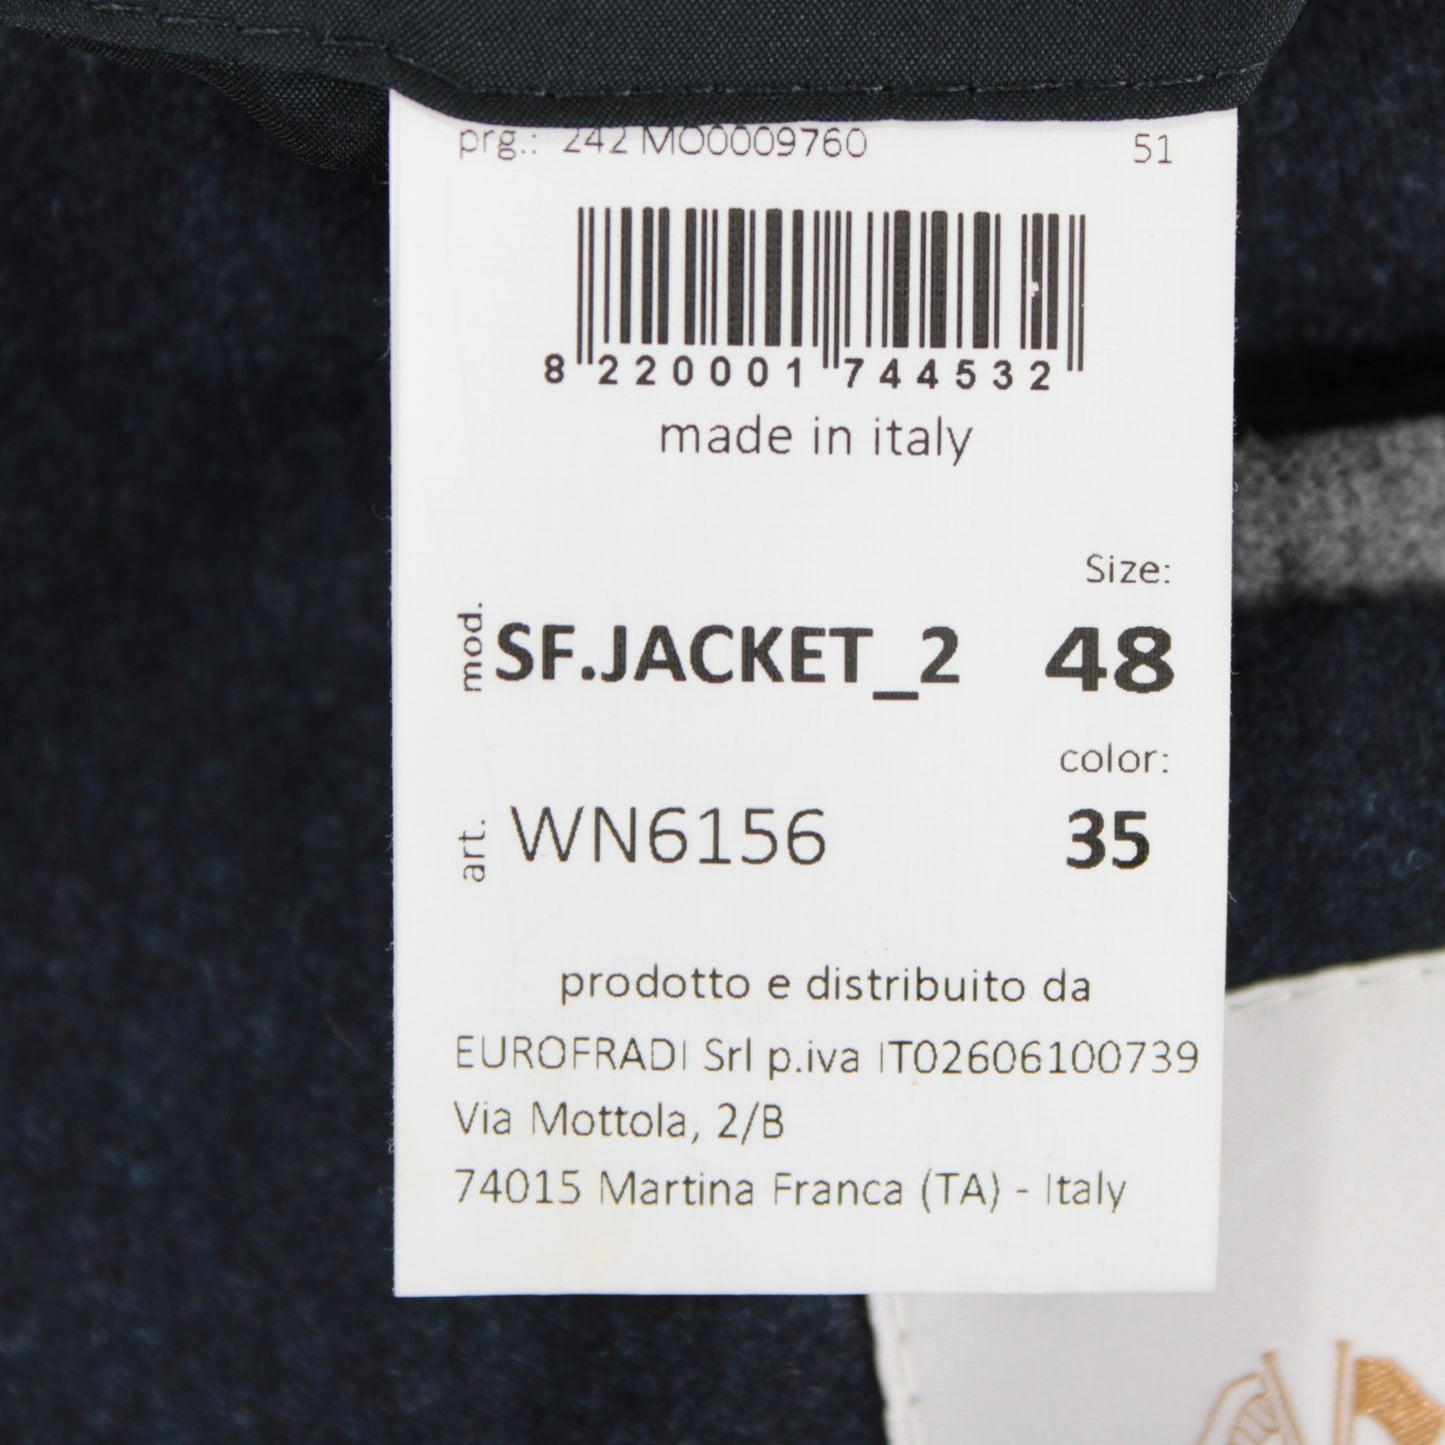 prg.: 242 MO0009760 51
8 220001 744532
made in italy
Size:
mod. SF.JACKET_2 48
color:
art. WN6156 35
prodotto e distribuito da
EUROFRADI Srl p.iva IT02606100739
Via Mottola, 2/B
74015 Martina Franca (TA) - Italy